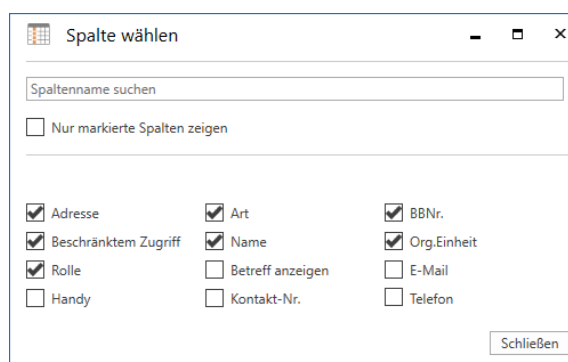 Spalte wählen
Spaltenname suchen
Nur markierte Spalten zeigen
Adresse Art BBNr.
Beschränktem Zugriff Name Org.Einheit
Rolle Betreff anzeigen E-Mail
Handy Kontakt-Nr. Telefon
Schließen